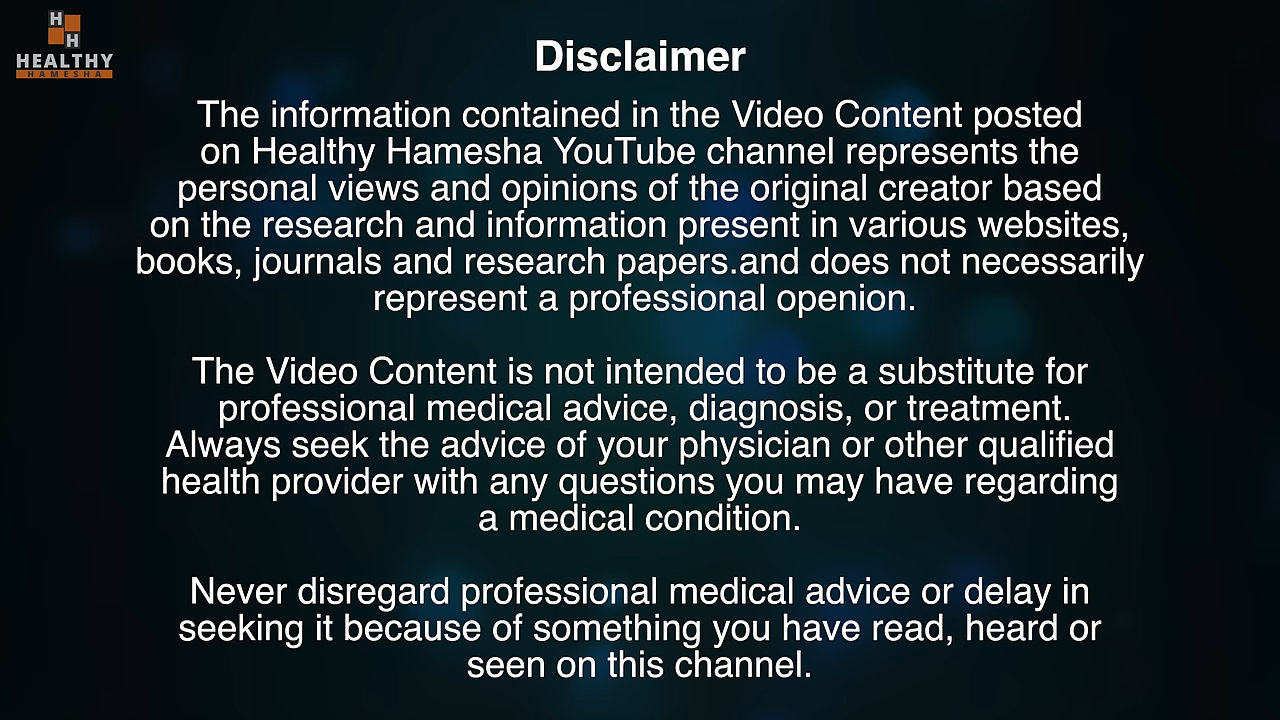 H
H
HEALTHY
HAMESHA
Disclaimer
The information contained in the Video Content posted
on Healthy Hamesha YouTube channel represents the
personal views and opinions of the original creator based
on the research and information present in various websites,
books, journals and research papers.and does not necessarily
represent a professional openion.
The Video Content is not intended to be a substitute for
professional medical advice, diagnosis, or treatment.
Always seek the advice of your physician or other qualified
health provider with any questions you may have regarding
a medical condition.
Never disregard professional medical advice or delay in
seeking it because of something you have read, heard or
seen on this channel.